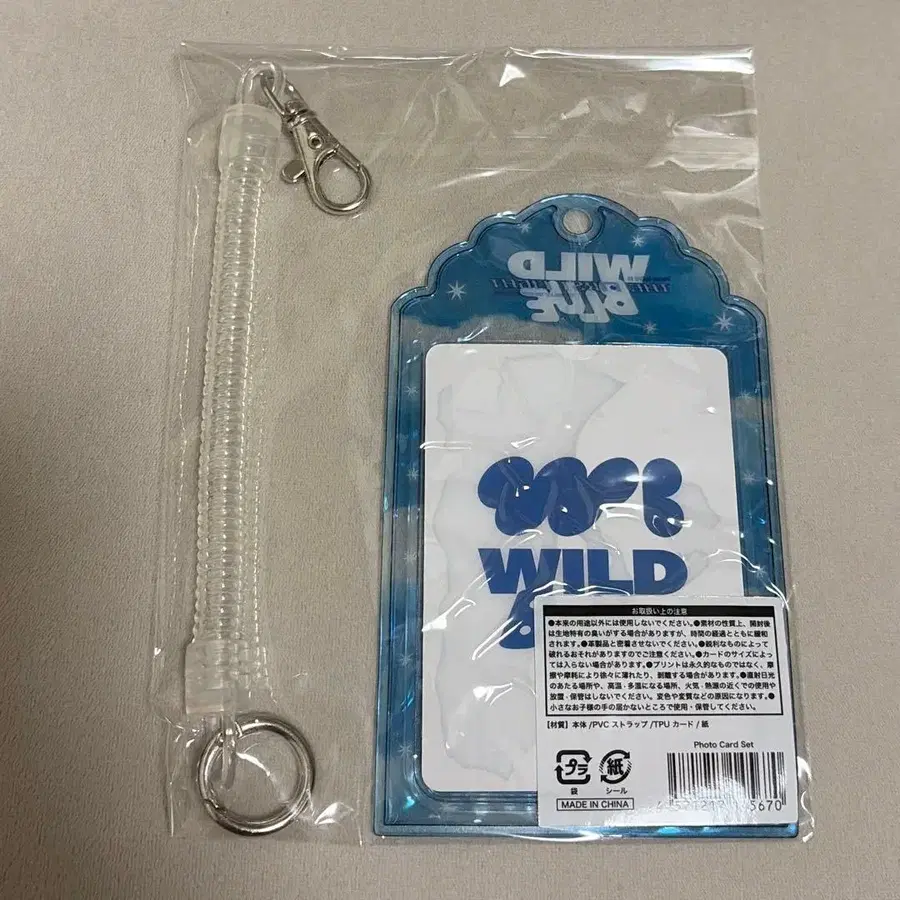 WILD
BLUE
WILD
お取扱い上の注意
●本来の用途以外には使用しないでください。●素材の性質上、開封後
は生地特有の臭いがする場合がありますが、時間の経過とともに緩和
されます。●革製品と密着させないでください。●鋭利なものによって
破れるおそれがありますのでご注意ください。●カードのサイズによっ
ては入らない場合があります。●プリントは永久的なものではなく、摩
擦や摩耗により徐々に薄れたり、剥離する場合があります。●直射日光
のあたる場所や、高温・多湿になる場所、火気・熱源の近くでの使用や
放置・保管はしないでください。変色や変質などの原因になります。●
小さなお子様の手の届かないところで使用・保管してください。
【材質】本体/PVC ストラップ/TPU カード/紙
Photo Card Set
プラ
袋
紙
シール
MADE IN CHINA